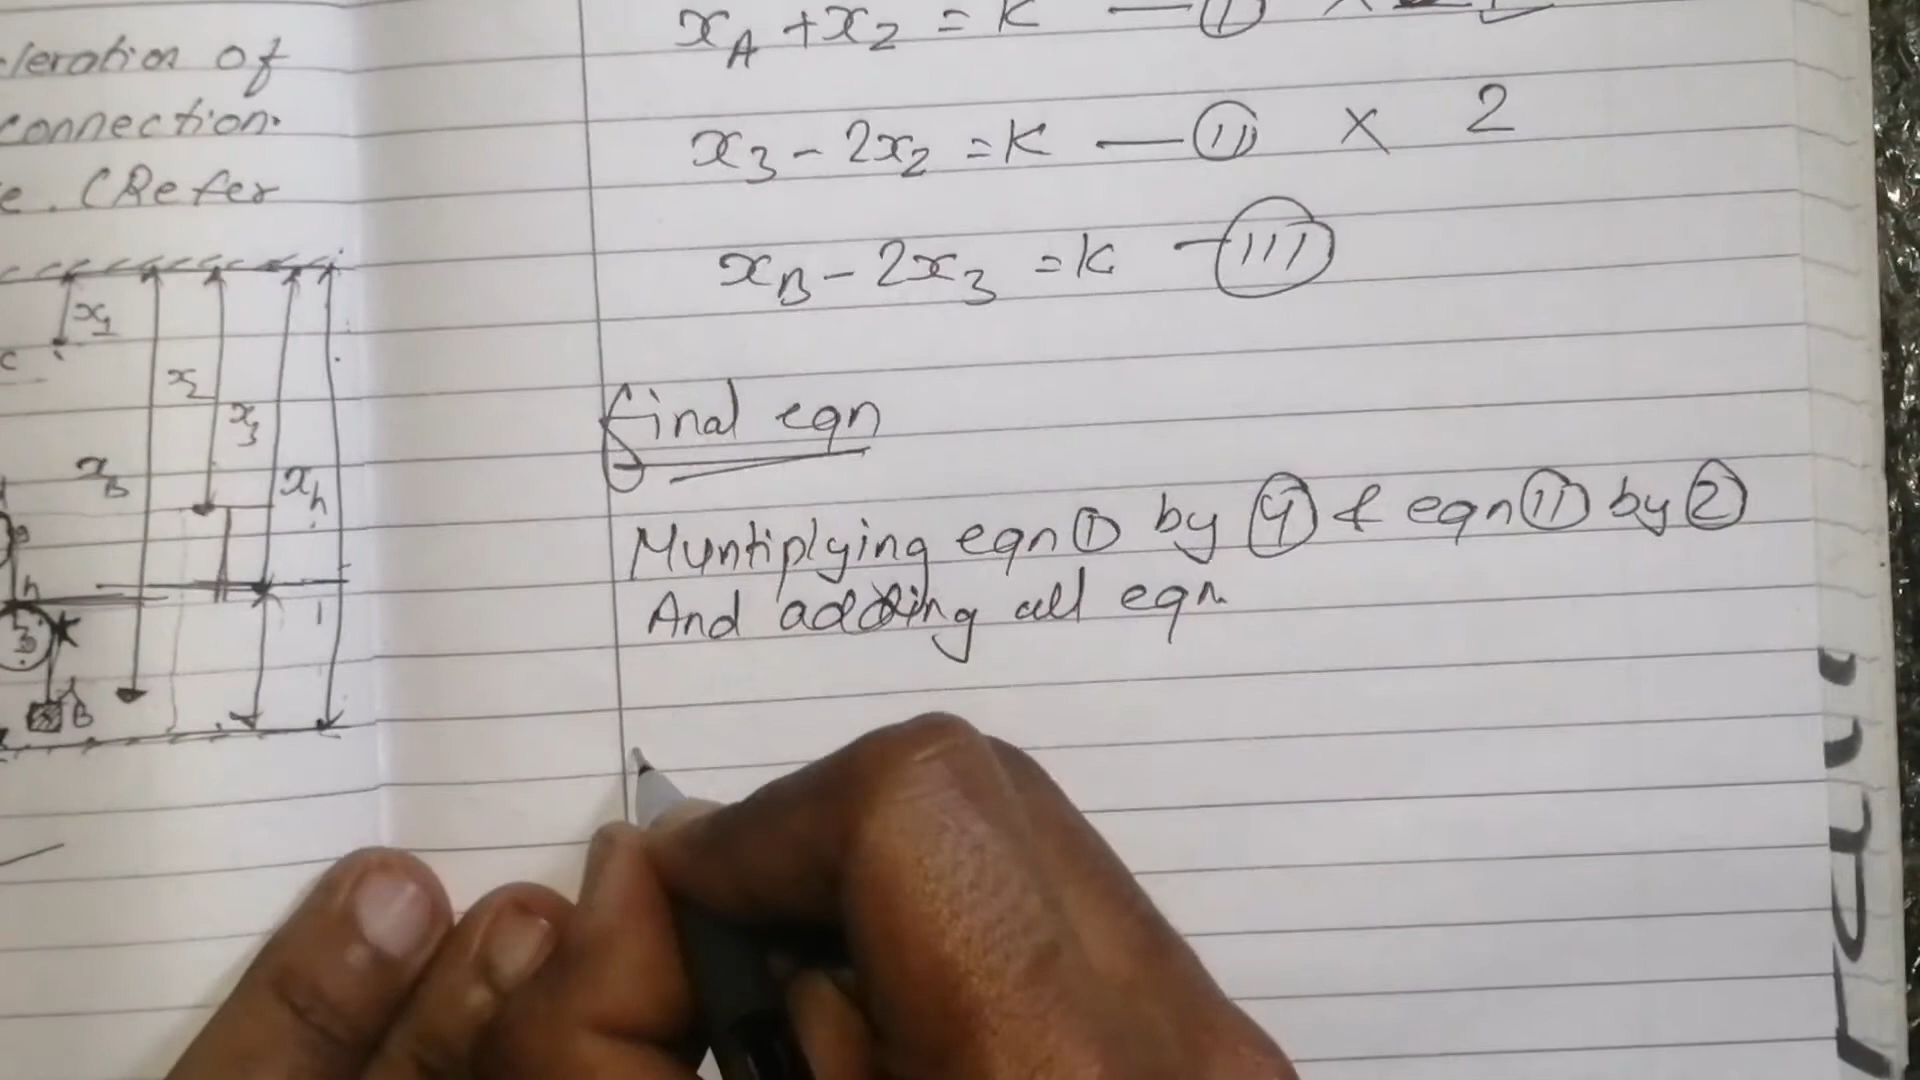 leration of
connection.
e. (Refer
x1
c
x2
x3
xB
xh
h
B
xA + x2 = K — (I) ×
x3 - 2x2 = K — (II) × 2
xB - 2x3 = K — (III)
final eqn
Muntiplying eqn (I) by (4) & eqn (II) by (2)
And adding all eqn